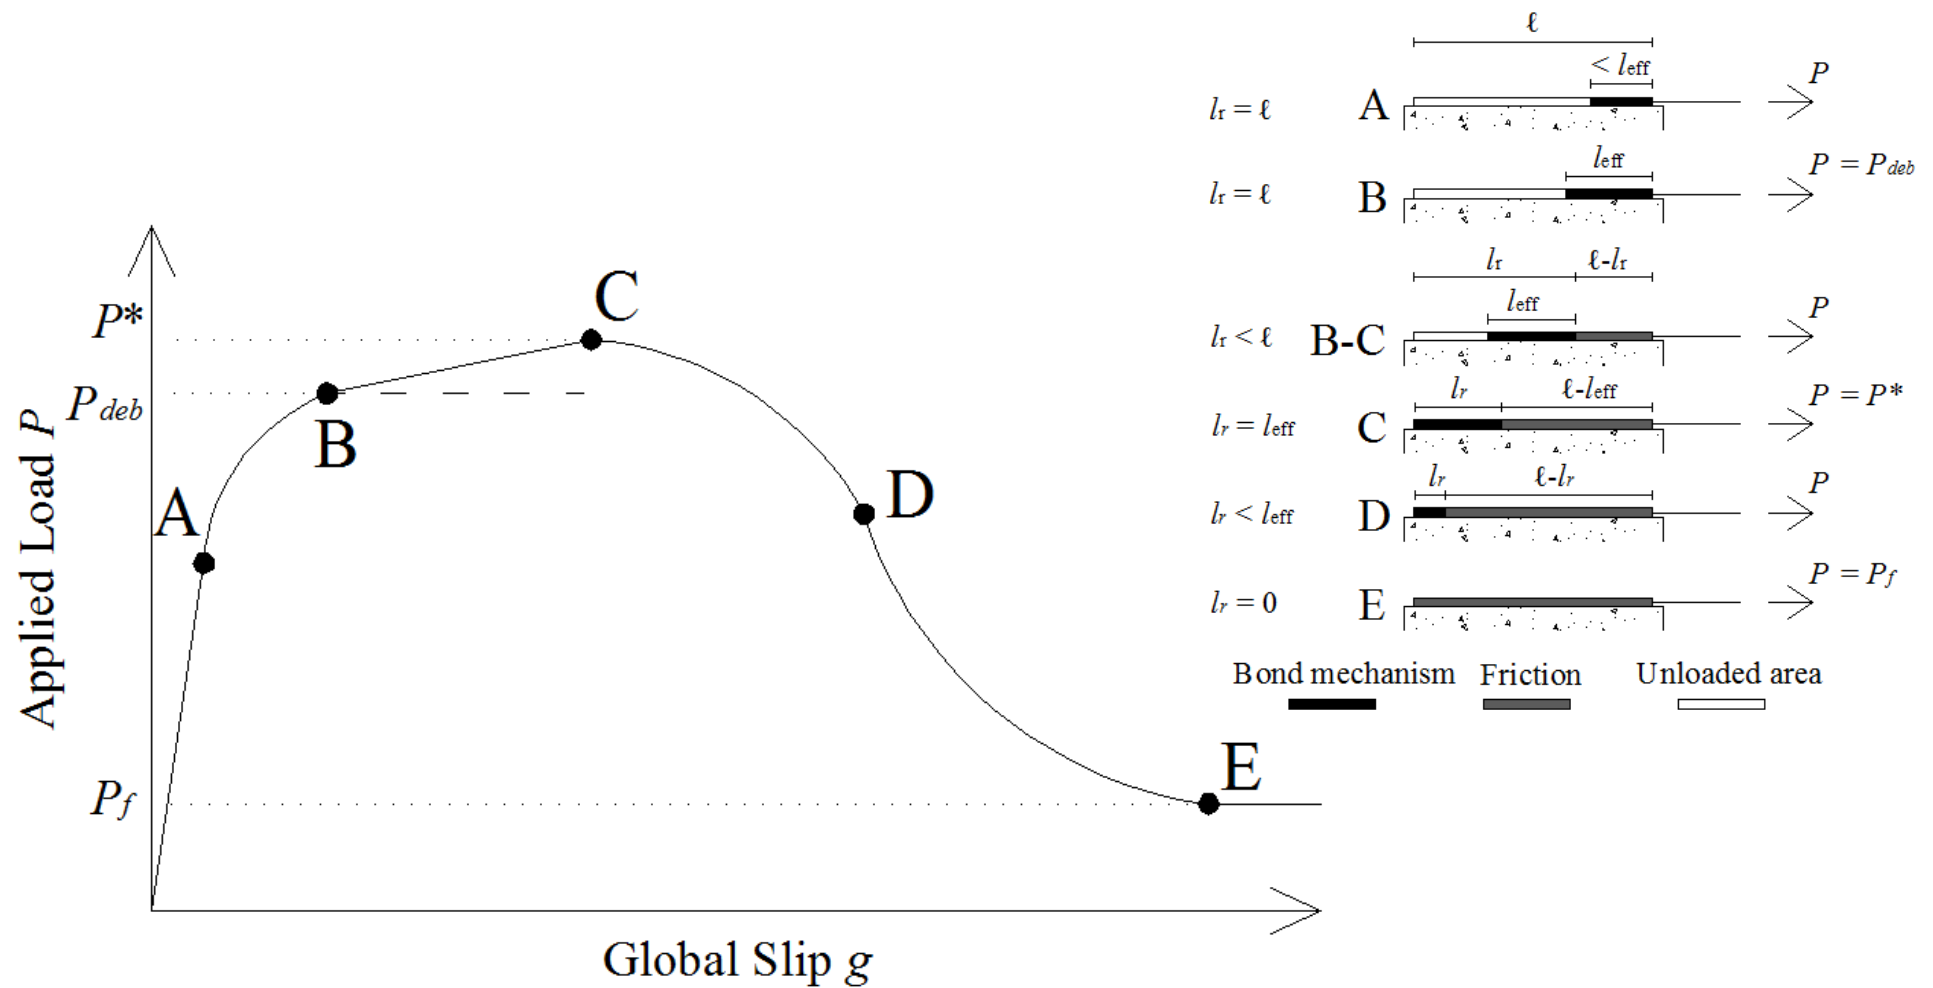 ℓ
< leff
P
lr = ℓ
A
leff
P = Pdeb
lr = ℓ
B
lr
ℓ-lr
leff
P
lr < ℓ
B-C
lr
ℓ-leff
P = P*
lr = leff
C
lr
ℓ-lr
P
lr < leff
D
P = Pf
lr = 0
E
Bond mechanism
Friction
Unloaded area
Applied Load P
P*
Pdeb
Pf
A
B
C
D
E
Global Slip g